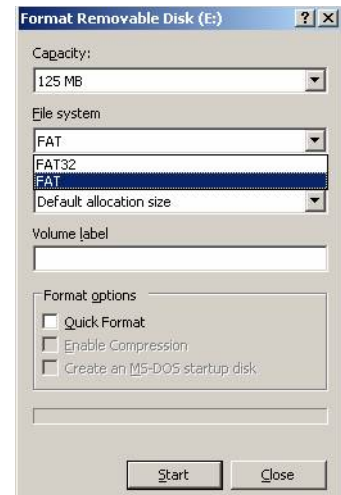 Format Removable Disk (E:)
Capacity:
125 MB
File system
FAT
FAT32
FAT
Default allocation size
Volume label
Format options
Quick Format
Enable Compression
Create an MS-DOS startup disk
Start Close